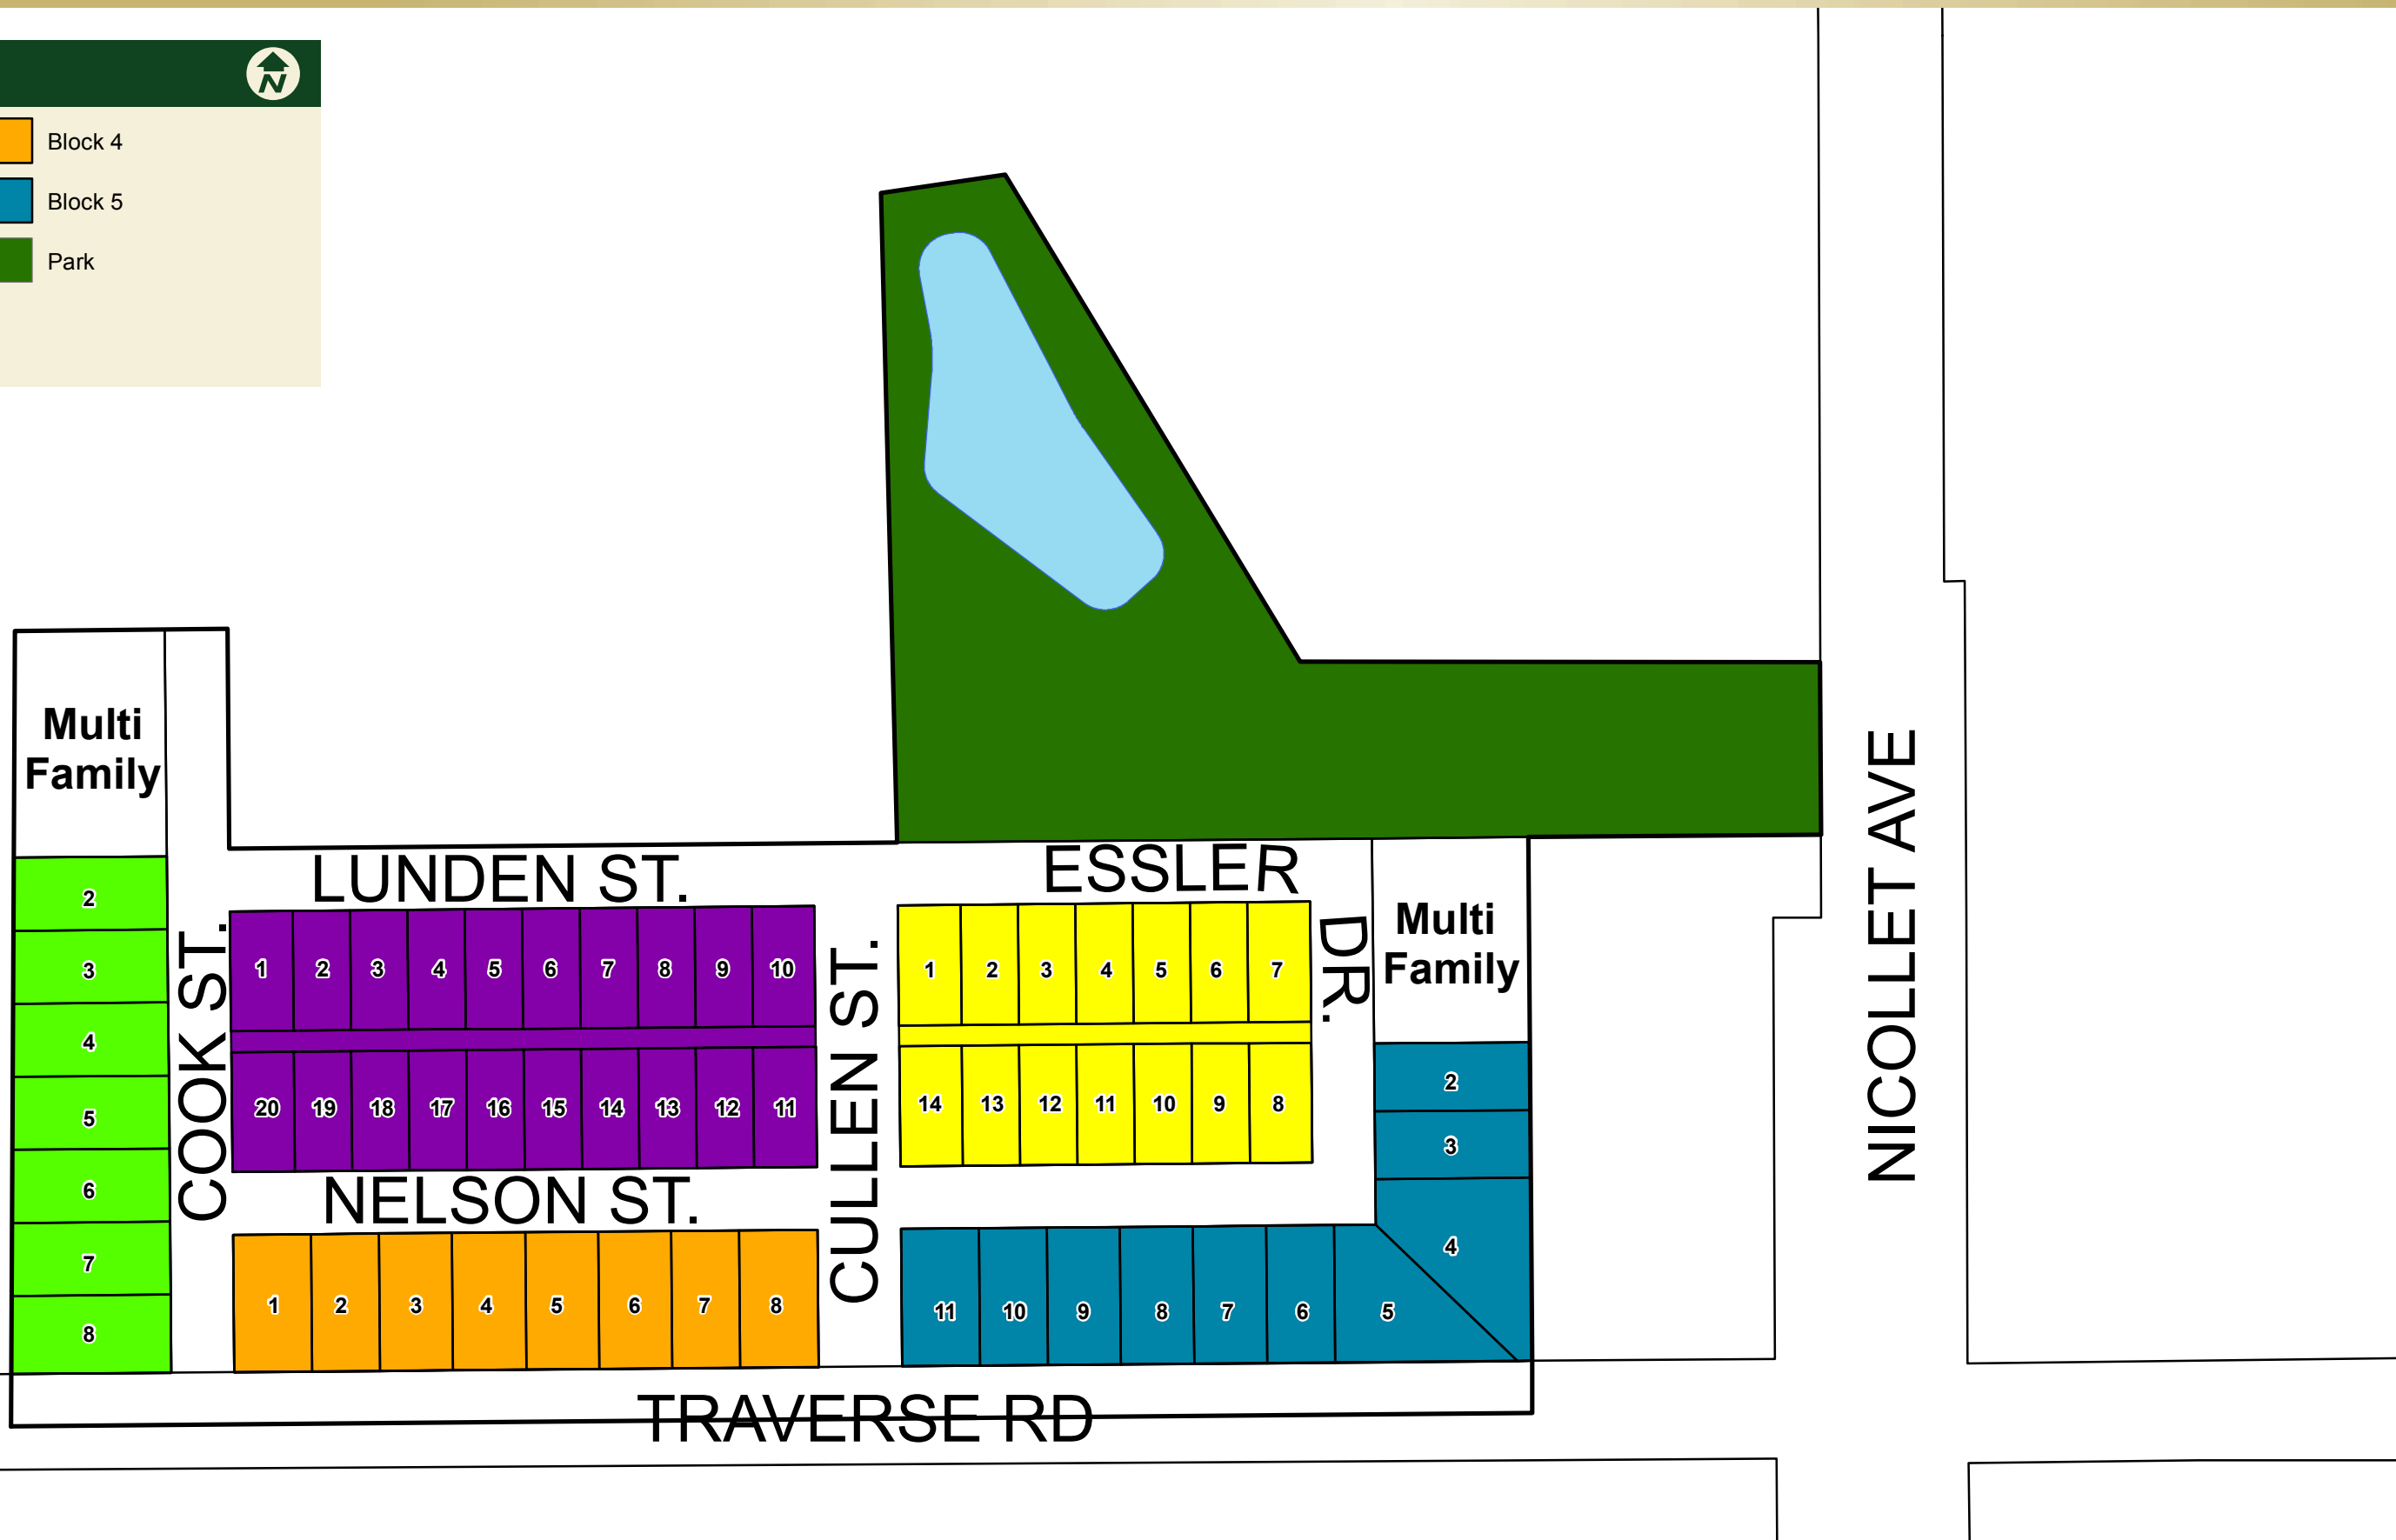 N
Block 4
Block 5
Park
Multi
Family
LUNDEN ST.
ESSLER
DR.
Multi
Family
NICOLLET AVE
COOK ST.
CULLEN ST.
2
3
4
5
6
7
8
1 2 3 4 5 6 7 8 9 10
20 19 18 17 16 15 14 13 12 11
1 2 3 4 5 6 7
14 13 12 11 10 9 8
2
3
4
NELSON ST.
1 2 3 4 5 6 7 8
11 10 9 8 7 6 5
TRAVERSE RD